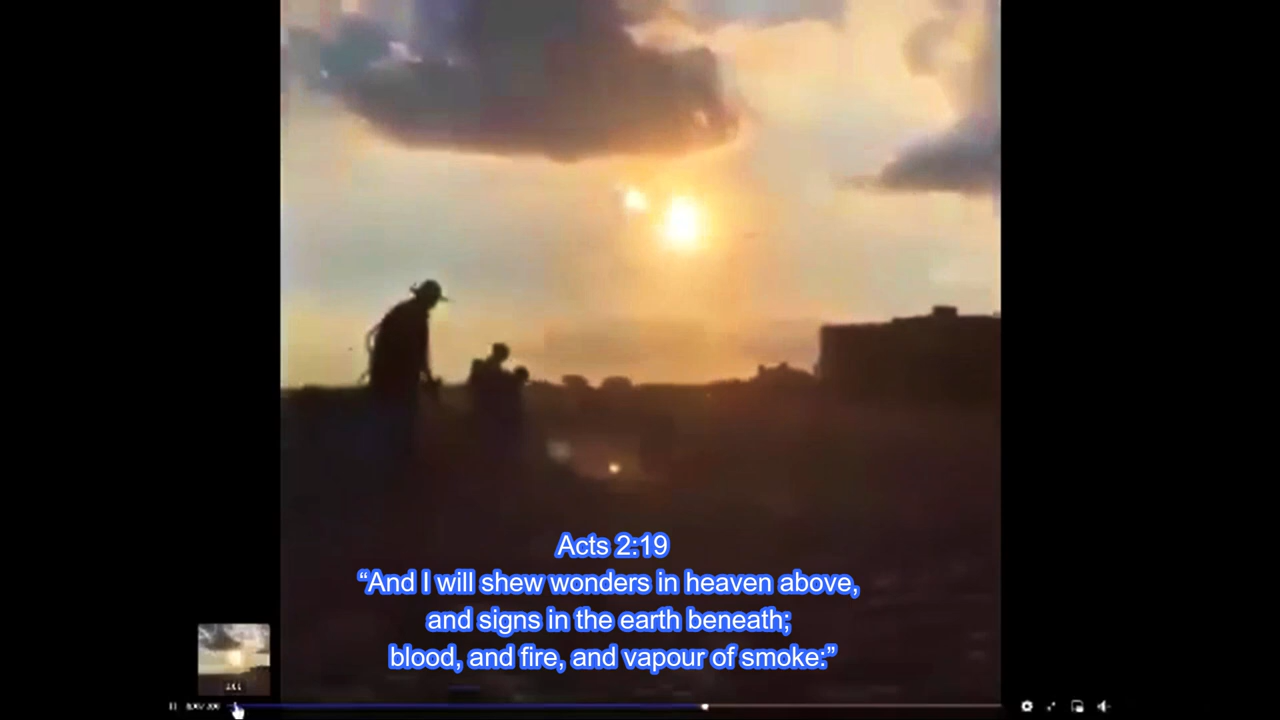 Acts 2:19
“And I will shew wonders in heaven above,
and signs in the earth beneath;
blood, and fire, and vapour of smoke:”